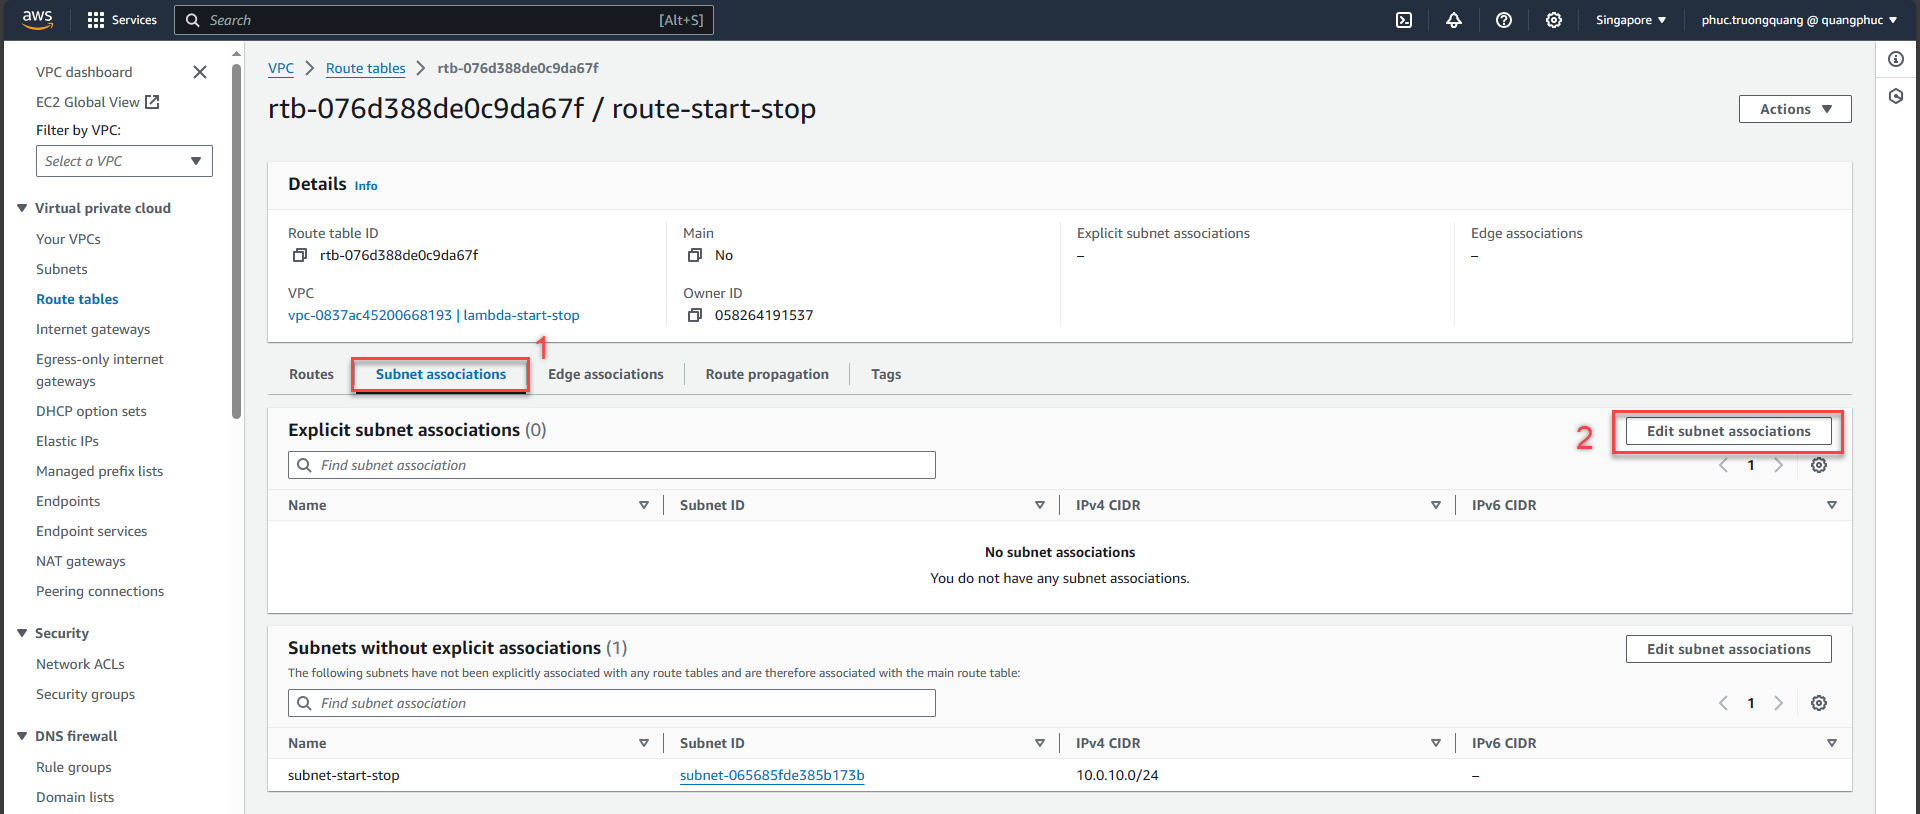 aws
Services
Search
[Alt+S]
Singapore
phuc.truongquang @ quangphuc
VPC dashboard
EC2 Global View
Filter by VPC:
Select a VPC
Virtual private cloud
Your VPCs
Subnets
Route tables
Internet gateways
Egress-only internet
gateways
DHCP option sets
Elastic IPs
Managed prefix lists
Endpoints
Endpoint services
NAT gateways
Peering connections
Security
Network ACLs
Security groups
DNS firewall
Rule groups
Domain lists
VPC
Route tables
rtb-076d388de0c9da67f
rtb-076d388de0c9da67f / route-start-stop
Actions
Details Info
Route table ID
rtb-076d388de0c9da67f
Main
No
Explicit subnet associations
–
Edge associations
–
VPC
vpc-0837ac45200668193 | lambda-start-stop
Owner ID
058264191537
1
Routes
Subnet associations
Edge associations
Route propagation
Tags
Explicit subnet associations (0)
2
Edit subnet associations
Find subnet association
1
Name
Subnet ID
IPv4 CIDR
IPv6 CIDR
No subnet associations
You do not have any subnet associations.
Subnets without explicit associations (1)
Edit subnet associations
The following subnets have not been explicitly associated with any route tables and are therefore associated with the main route table:
Find subnet association
1
Name
Subnet ID
IPv4 CIDR
IPv6 CIDR
subnet-start-stop
subnet-065685fde385b173b
10.0.10.0/24
–